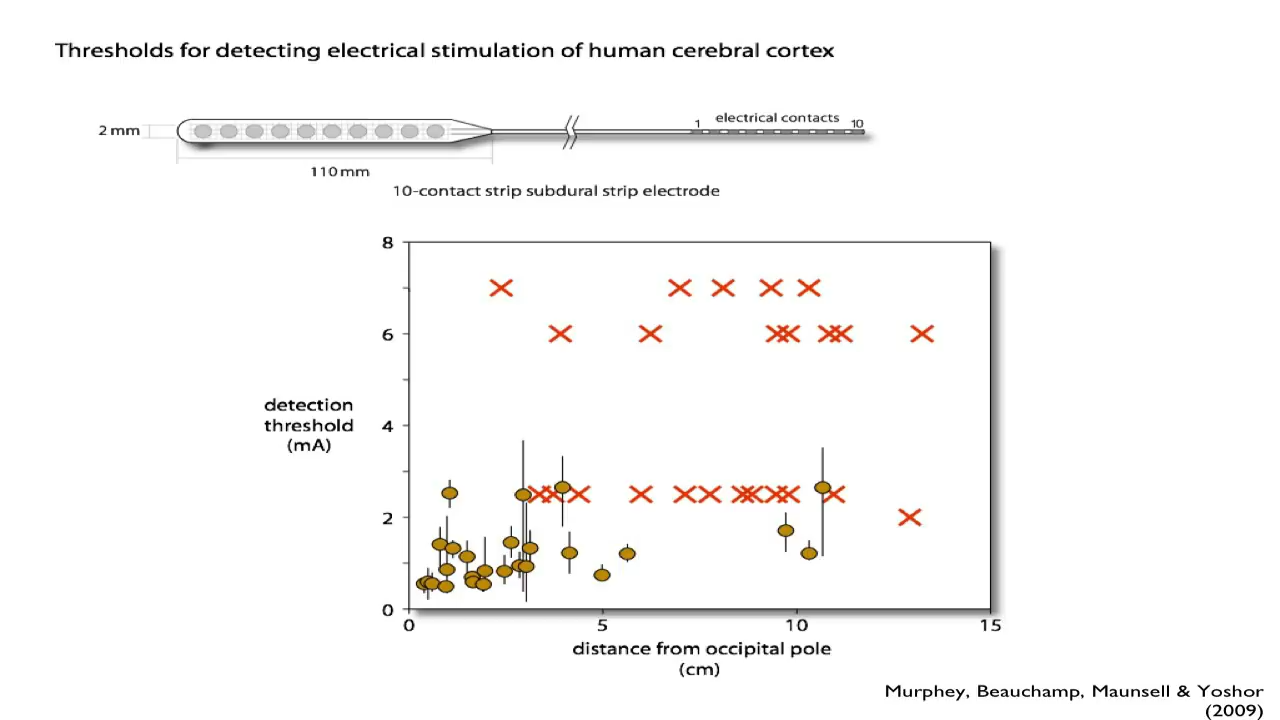 Thresholds for detecting electrical stimulation of human cerebral cortex
2 mm
1 electrical contacts 10
110 mm
10-contact strip subdural strip electrode
8
6
4
2
0
detection
threshold
(mA)
0 5 10 15
distance from occipital pole
(cm)
Murphey, Beauchamp, Maunsell & Yoshor
(2009)